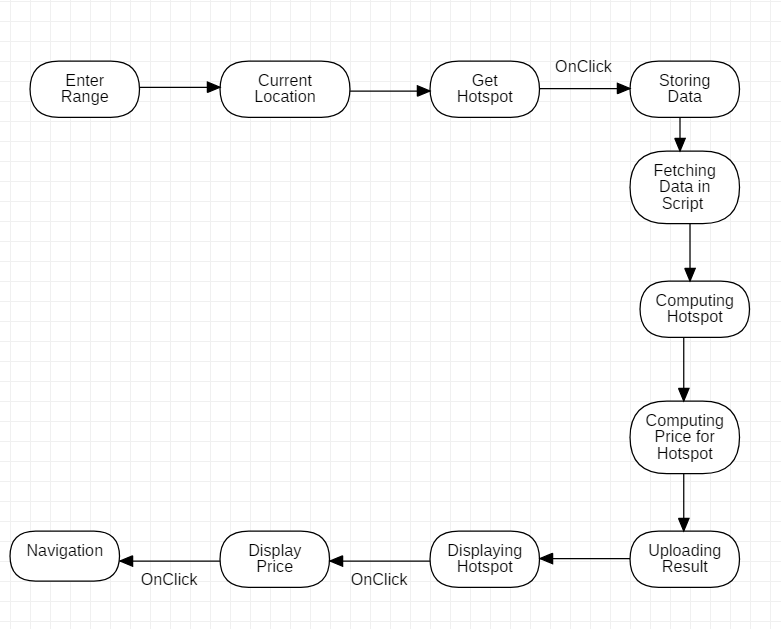 Enter
Range
Current
Location
Get
Hotspot
OnClick
Storing
Data
Fetching
Data in
Script
Computing
Hotspot
Computing
Price for
Hotspot
Uploading
Result
Displaying
Hotspot
OnClick
Display
Price
OnClick
Navigation